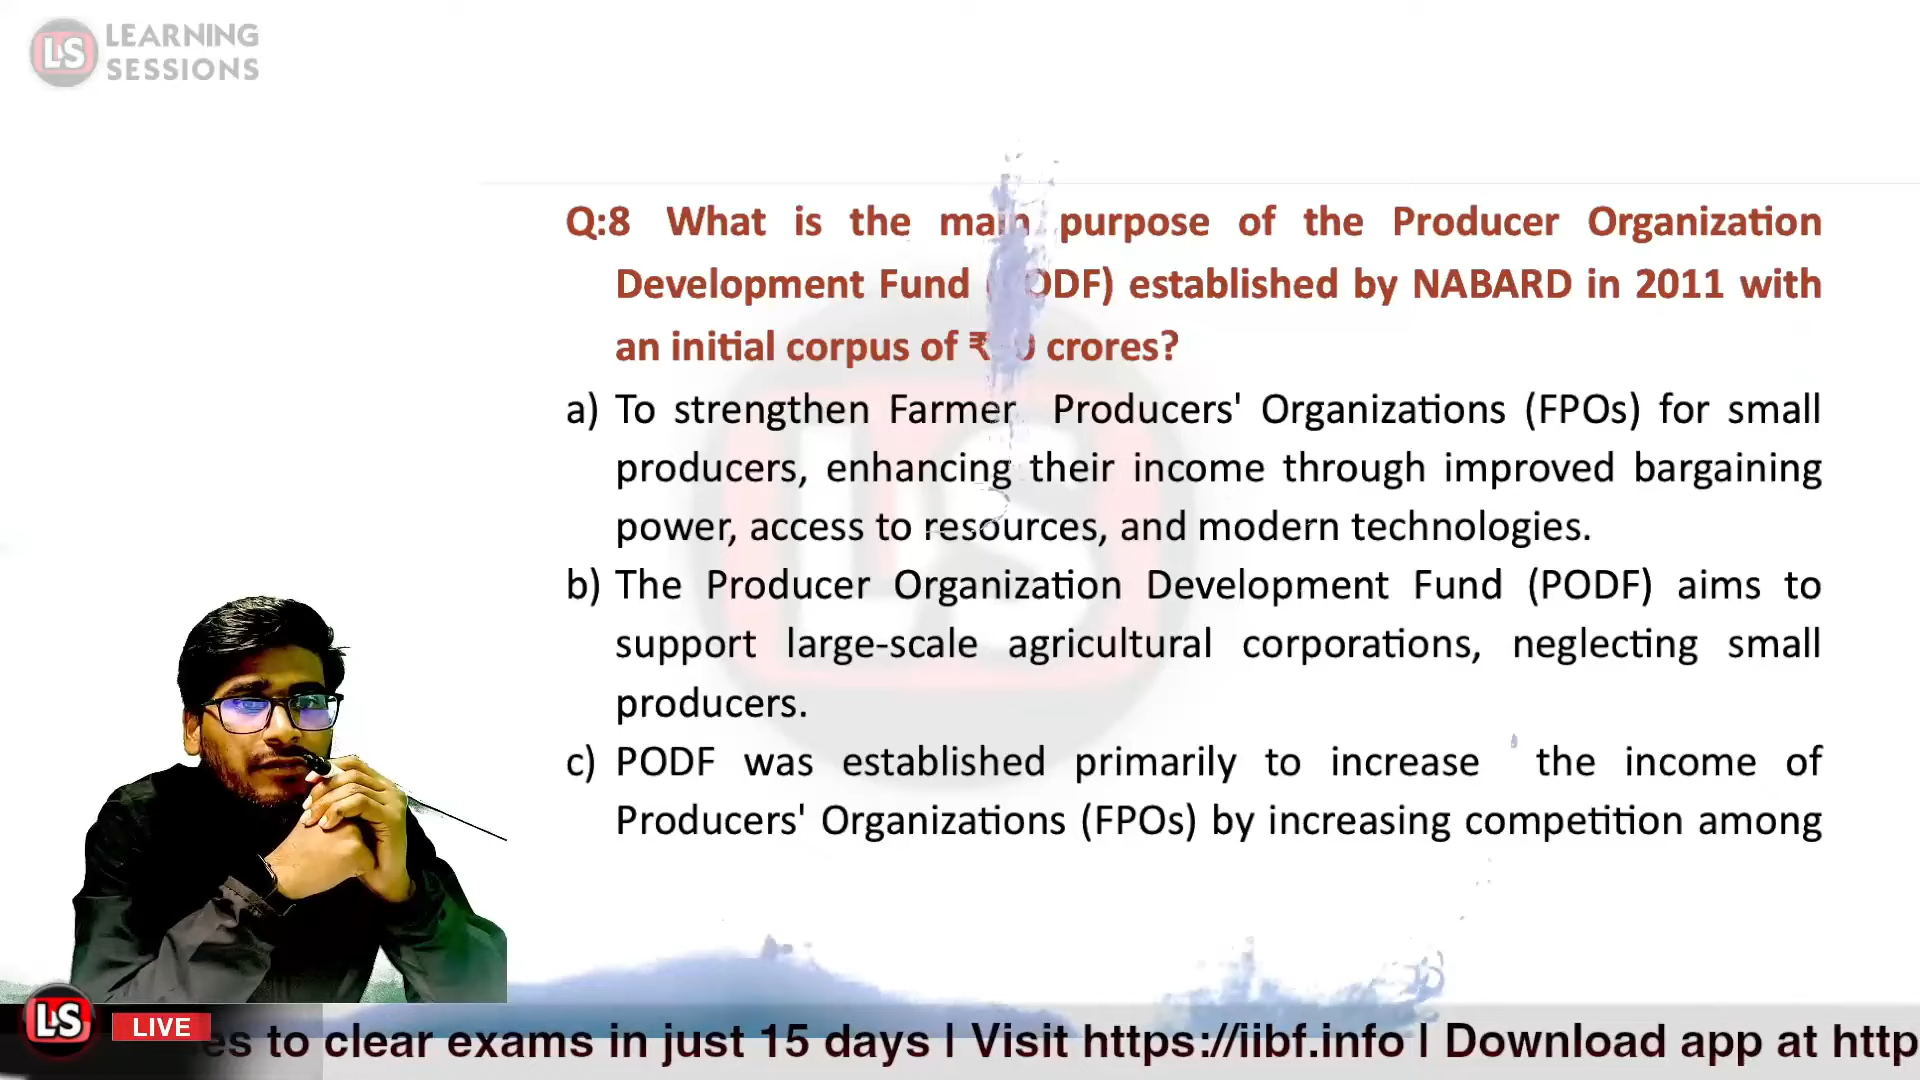 LEARNING
SESSIONS
Q:8 What is the main purpose of the Producer Organization
Development Fund (PODF) established by NABARD in 2011 with
an initial corpus of ₹ crores?
a) To strengthen Farmer Producers' Organizations (FPOs) for small
producers, enhancing their income through improved bargaining
power, access to resources, and modern technologies.
b) The Producer Organization Development Fund (PODF) aims to
support large-scale agricultural corporations, neglecting small
producers.
c) PODF was established primarily to increase the income of
Producers' Organizations (FPOs) by increasing competition among
LS LIVE es to clear exams in just 15 days | Visit https://iibf.info | Download app at http